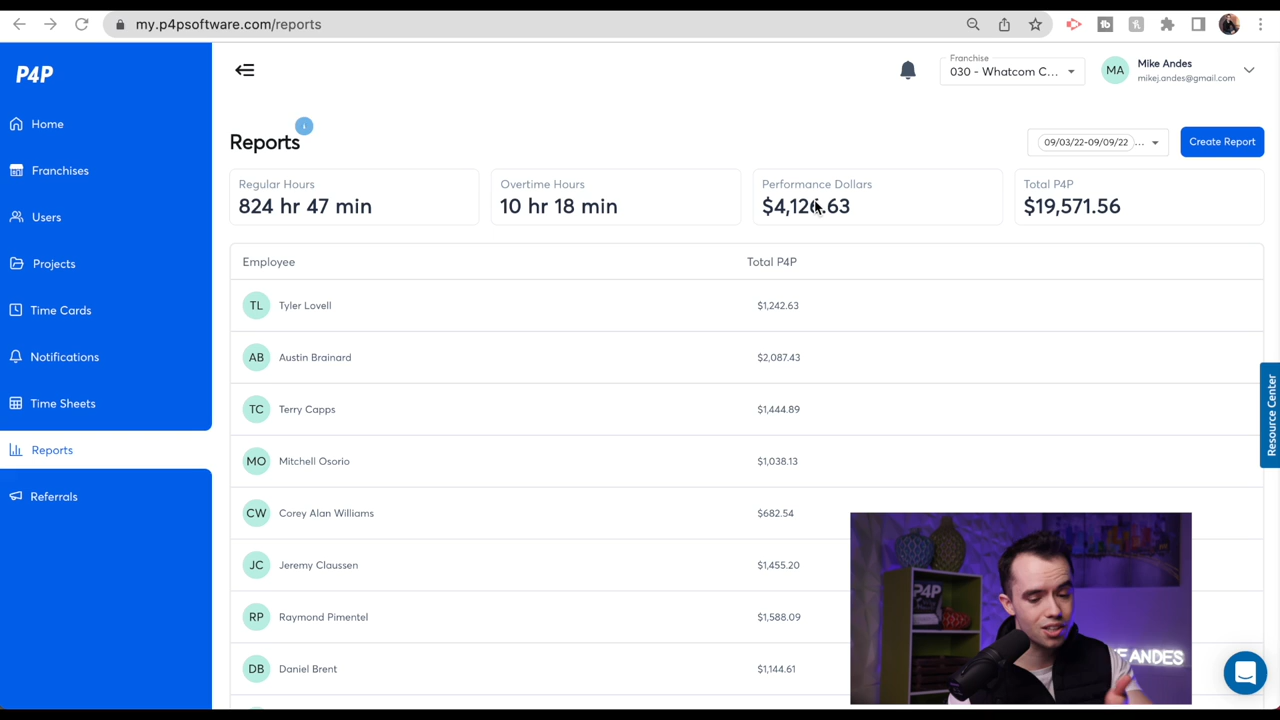 my.p4psoftware.com/reports
P4P
Home
Franchises
Users
Projects
Time Cards
Notifications
Time Sheets
Reports
Referrals
Franchise
030 - Whatcom C...
MA
Mike Andes
mikej.andes@gmail.com
Reports
i
09/03/22-09/09/22 ...
Create Report
Regular Hours
824 hr 47 min
Overtime Hours
10 hr 18 min
Performance Dollars
Total P4P
$19,571.56
Employee Total P4P
TL Tyler Lovell $1,242.63
AB Austin Brainard $2,087.43
TC Terry Capps $1,444.89
MO Mitchell Osorio $1,038.13
CW Corey Alan Williams $682.54
JC Jeremy Claussen $1,455.20
RP Raymond Pimentel $1,588.09
DB Daniel Brent $1,144.61
Resource Center
P4P
ANDES